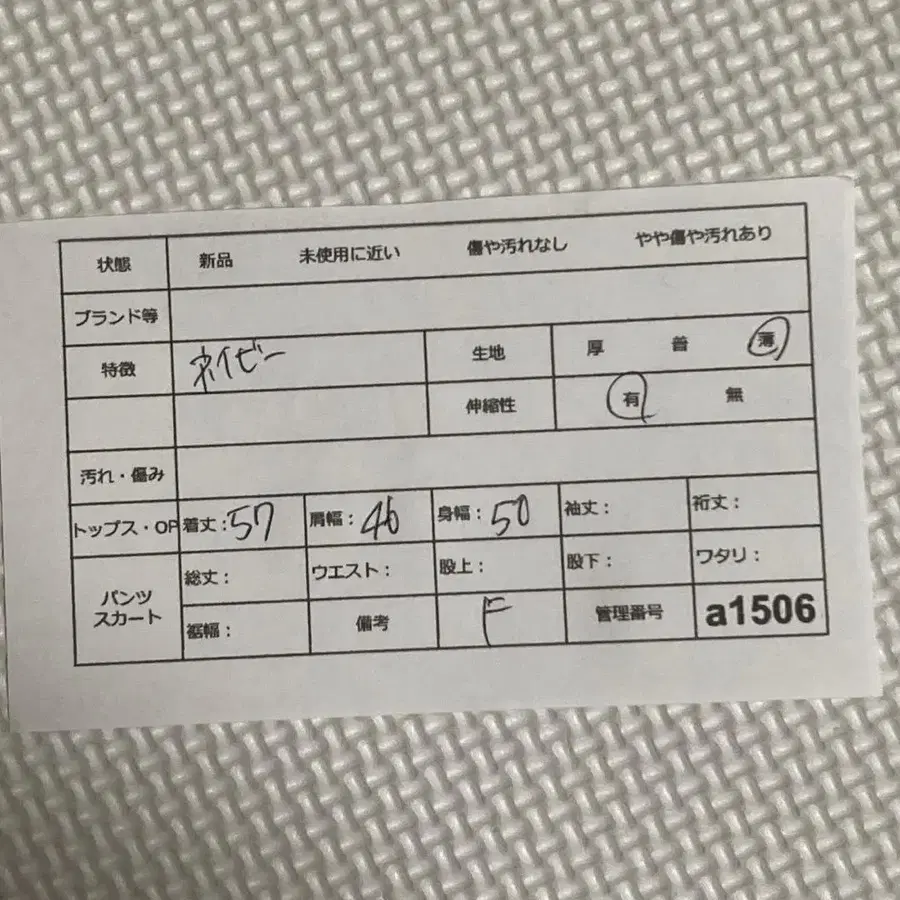 状態 新品 未使用に近い 傷や汚れなし やや傷や汚れあり
ブランド等
特徴 ネイビー 生地 厚 普 薄
伸縮性 有 無
汚れ・傷み
トップス・OP 着丈：57 肩幅：46 身幅：50 袖丈： 裄丈：
パンツ スカート 総丈： ウエスト： 股上： 股下： ワタリ：
裾幅： 備考 F 管理番号 a1506